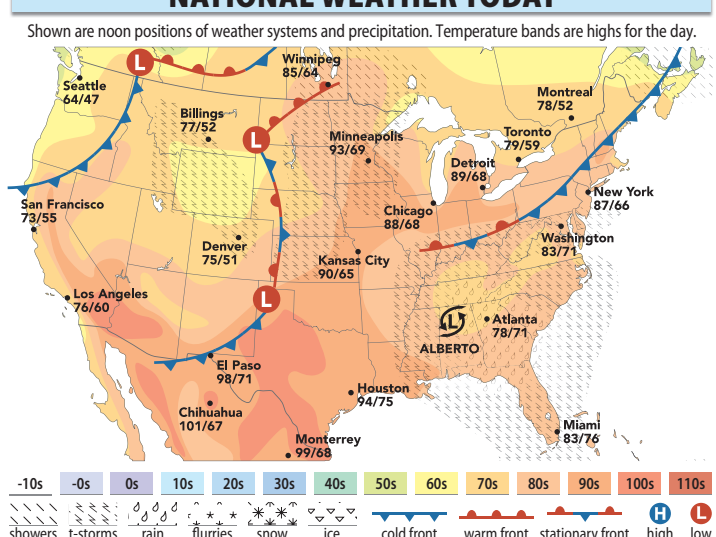 NATIONAL WEATHER TODAY
Shown are noon positions of weather systems and precipitation. Temperature bands are highs for the day.
L
Winnipeg
85/64
Seattle
64/47
Montreal
78/52
Billings
77/52
Toronto
79/59
L
Minneapolis
93/69
Detroit
89/68
San Francisco
73/55
New York
87/66
Chicago
88/68
Washington
83/71
Denver
75/51
Kansas City
90/65
Los Angeles
76/60
L
L
Atlanta
78/71
ALBERTO
El Paso
98/71
Houston
94/75
Chihuahua
101/67
Miami
83/76
Monterrey
99/68
-10s -0s 0s 10s 20s 30s 40s 50s 60s 70s 80s 90s 100s 110s
H L
showers t-storms rain flurries snow ice cold front warm front stationary front high low